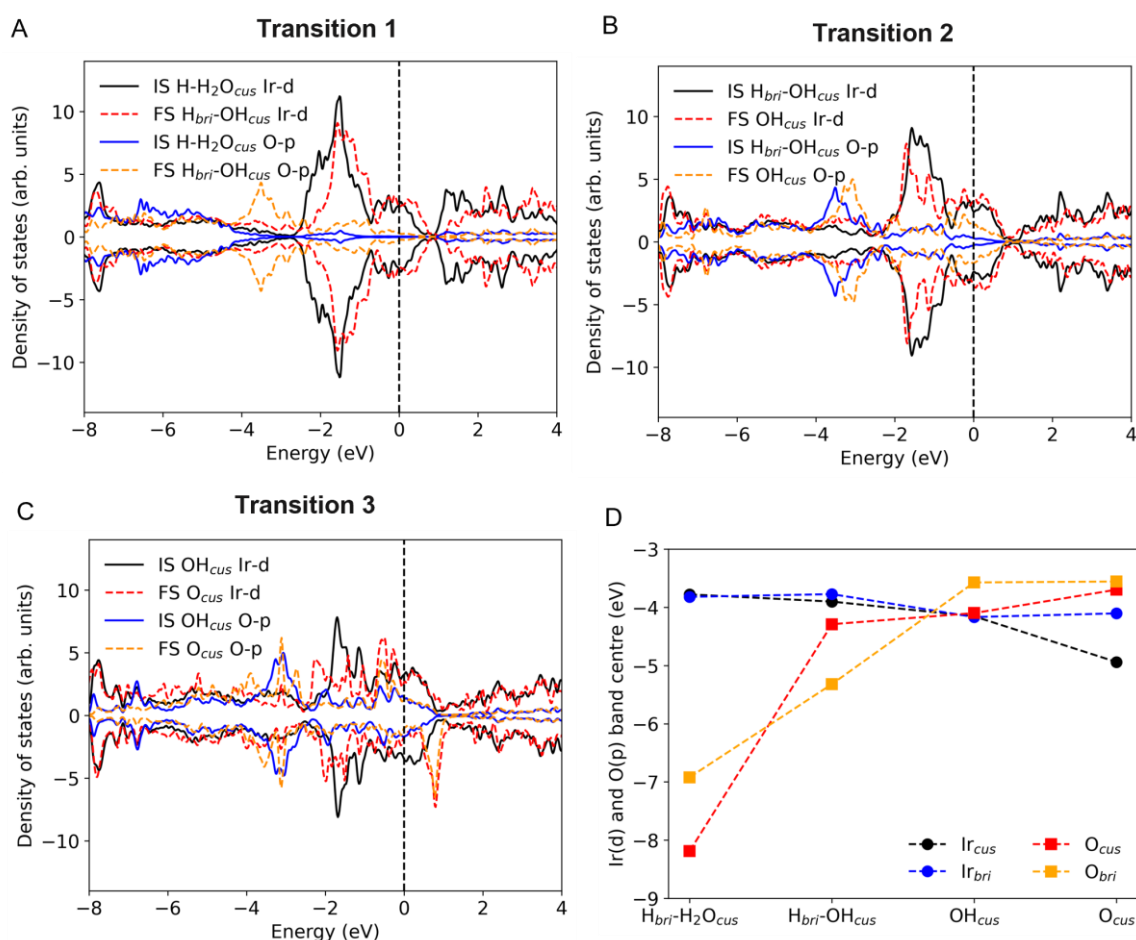 A
Transition 1
IS H-H2Ocus Ir-d
FS Hbri-OHcus Ir-d
IS H-H2Ocus O-p
FS Hbri-OHcus O-p
Density of states (arb. units)
10
5
0
−5
−10
−8 −6 −4 −2 0 2 4
Energy (eV)
B
Transition 2
IS Hbri-OHcus Ir-d
FS OHcus Ir-d
IS Hbri-OHcus O-p
FS OHcus O-p
Density of states (arb. units)
10
5
0
−5
−10
−8 −6 −4 −2 0 2 4
Energy (eV)
C
Transition 3
IS OHcus Ir-d
FS Ocus Ir-d
IS OHcus O-p
FS Ocus O-p
Density of states (arb. units)
10
5
0
−5
−10
−8 −6 −4 −2 0 2 4
Energy (eV)
D
Ir(d) and O(p) band centre (eV)
−3
−4
−5
−6
−7
−8
−9
Ircus Ocus
Irbri Obri
Hbri-H2Ocus Hbri-OHcus OHcus Ocus